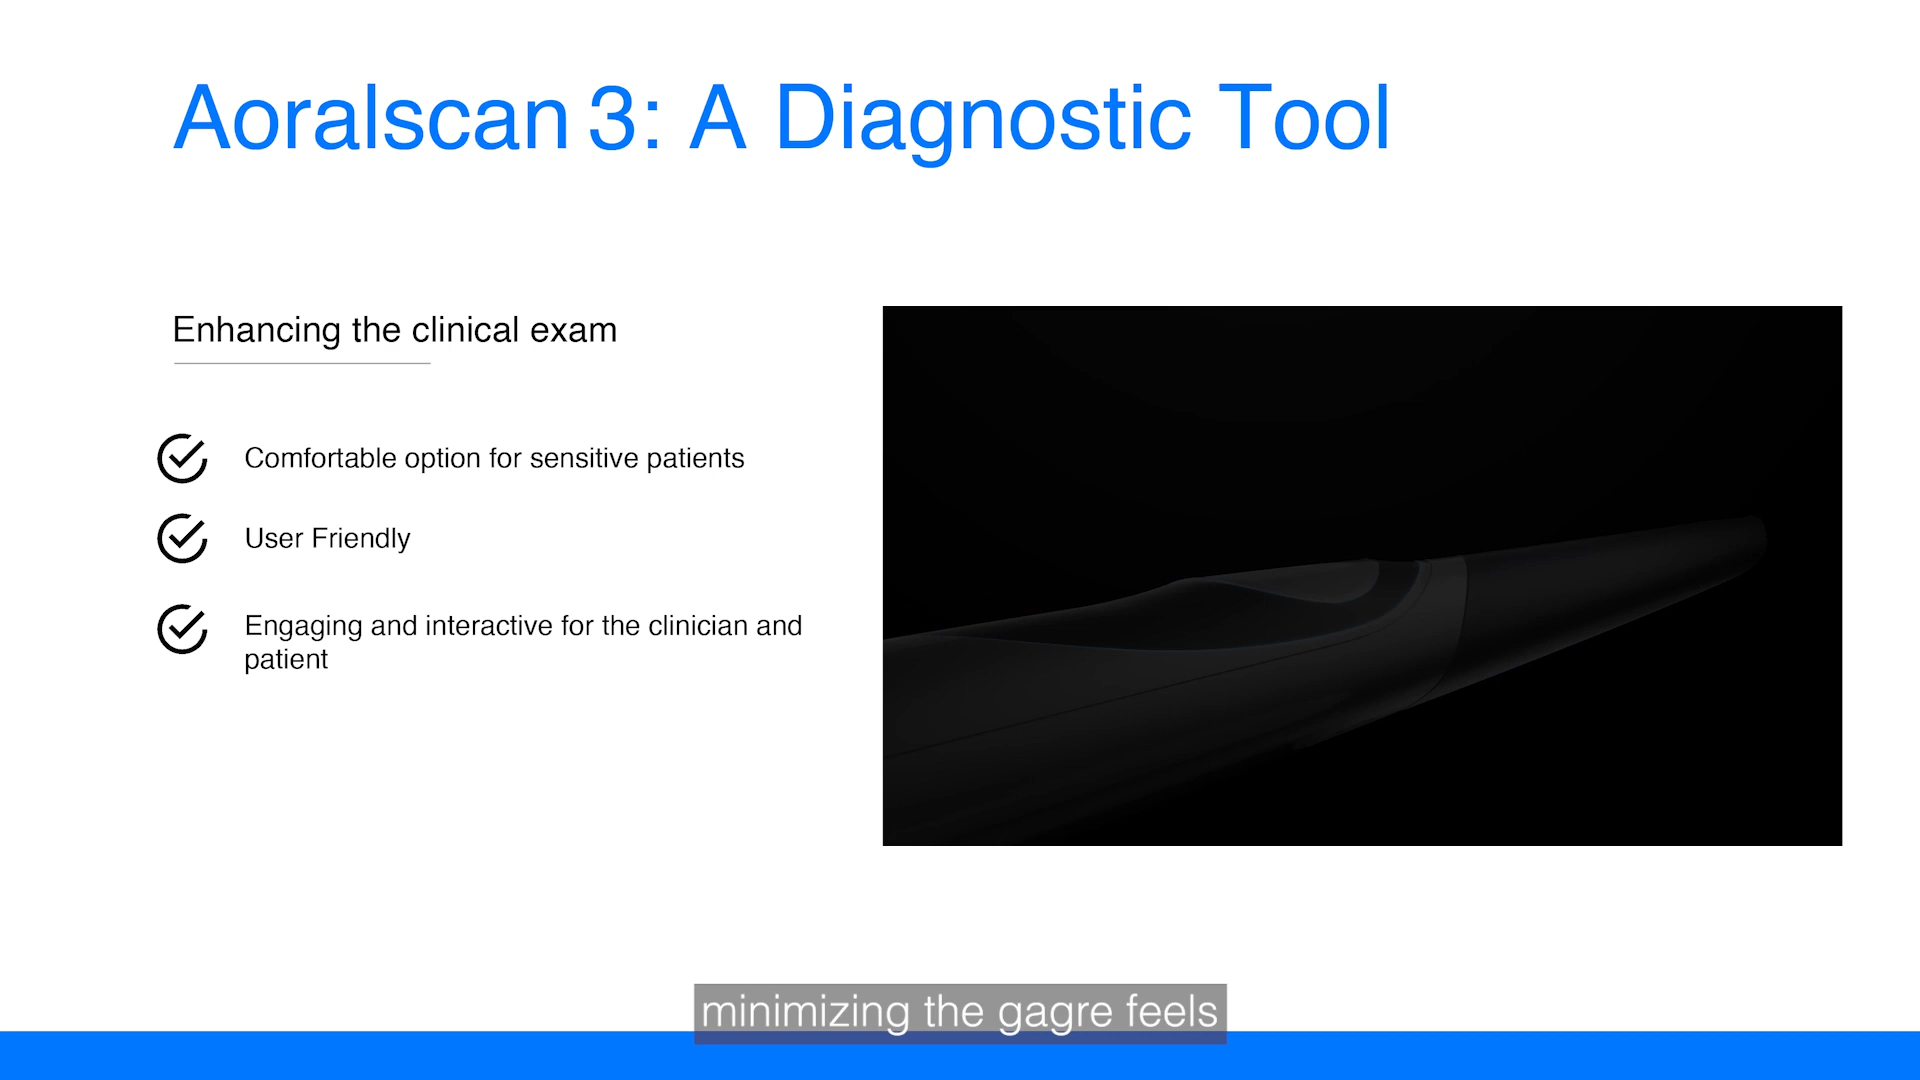 Aoralscan 3: A Diagnostic Tool
Enhancing the clinical exam
Comfortable option for sensitive patients
User Friendly
Engaging and interactive for the clinician and
patient
minimizing the gagre feels